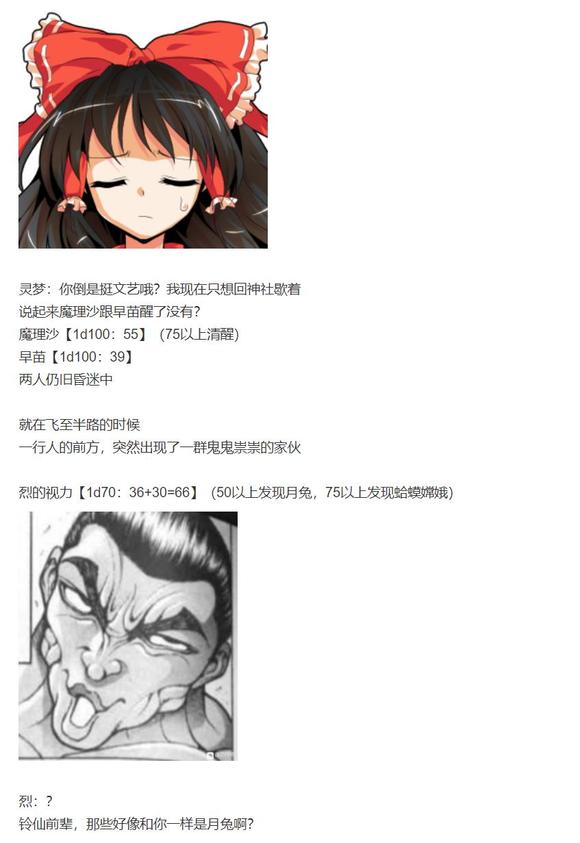 灵梦：你倒是挺文艺哦？我现在只想回神社歇着
说起来魔理沙跟早苗醒了没有？
魔理沙【1d100：55】（75以上清醒）
早苗【1d100：39】
两人仍旧昏迷中
就在飞至半路的时候
一行人的前方，突然出现了一群鬼鬼祟祟的家伙
烈的视力【1d70：36+30=66】（50以上发现月兔，75以上发现蛤蟆嫦娥）
烈：？
铃仙前辈，那些好像和你一样是月兔啊？